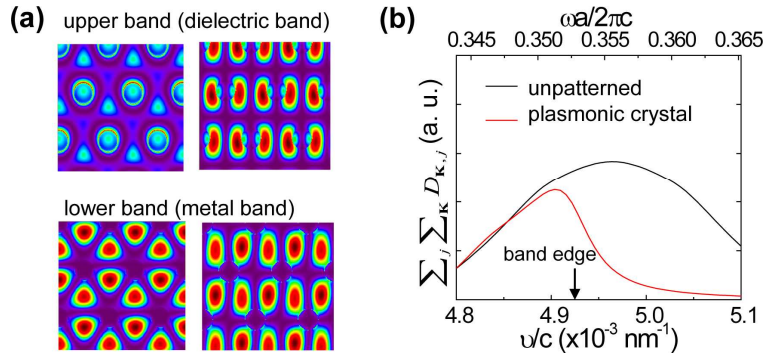 (a)
upper band (dielectric band)
lower band (metal band)
(b)
ωa/2πc
0.345 0.350 0.355 0.360 0.365
unpatterned
plasmonic crystal
∑j ∑κ Dκ,j (a. u.)
band edge
4.8 4.9 5.0 5.1
υ/c (x10⁻³ nm⁻¹)